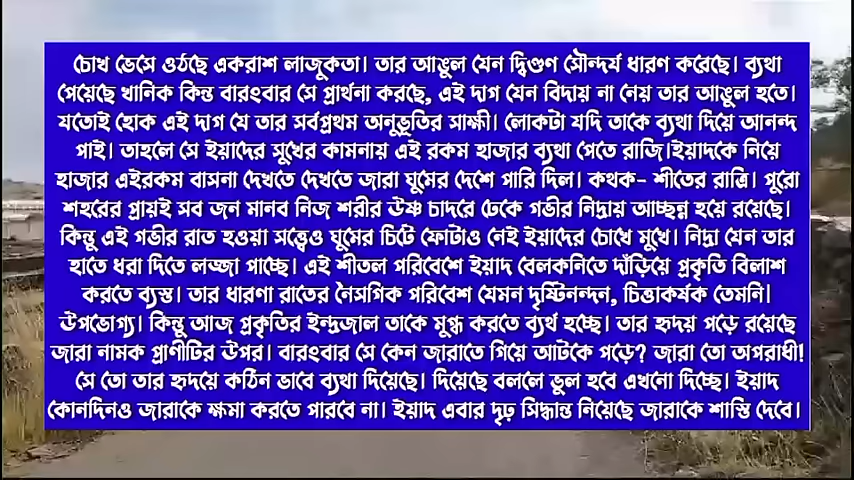 চোখ ভেসে ওঠছে একরাশ লাজুকতা। তার আঙুল যেন দ্বিগুণ সৌন্দর্য ধারণ করেছে। ব্যথা
পেয়েছে খানিক কিন্ত বারংবার সে প্রার্থনা করছে, এই দাগ যেন বিদায় না নেয় তার আঙুল হতে।
যতোই হোক এই দাগ যে তার সর্বপ্রথম অনুভূতির সাক্ষী। লোকটা যদি তাকে ব্যথা দিয়ে আনন্দ
পাই। তাহলে সে ইয়াদের সুখের কামনায় এই রকম হাজার ব্যথা পেতে রাজি।ইয়াদকে নিয়ে
হাজার এইরকম বাসনা দেখতে দেখতে জারা ঘুমের দেশে পারি দিল। কথক- শীতের রাত্রি। পুরো
শহরের প্রায়ই সব জন মানব নিজ শরীর উষ্ণ চাদরে ঢেকে গভীর নিদ্রায় আচ্ছন্ন হয়ে রয়েছে।
কিন্তু এই গভীর রাত হওয়া সত্ত্বেও ঘুমের চিটে ফোটাও নেই ইয়াদের চোখে মুখে। নিদ্রা যেন তার
হাতে ধরা দিতে লজ্জা পাচ্ছে। এই শীতল পরিবেশে ইয়াদ বেলকনিতে দাঁড়িয়ে প্রকৃতি বিলাশ
করতে ব্যস্ত। তার ধারণা রাতের নৈসাগিক পরিবেশ যেমন দৃষ্টিনন্দন, চিত্তাকর্ষক তেমনি।
উপভোগ্য। কিন্তু আজ প্রকৃতির ইন্দ্রজাল তাকে মুগ্ধ করতে ব্যর্থ হচ্ছে। তার হৃদয় পড়ে রয়েছে
জারা নামক প্রাণীটির উপর। বারংবার সে কেন জারাতে গিয়ে আটকে পড়ে? জারা তো অপরাধী!
সে তো তার হৃদয়ে কঠিন ভাবে ব্যথা দিয়েছে। দিয়েছে বললে ভুল হবে এখনো দিচ্ছে। ইয়াদ
কোনদিনও জারাকে ক্ষমা করতে পারবে না। ইয়াদ এবার দৃঢ় সিদ্ধান্ত নিয়েছে জারাকে শাস্তি দেবে।